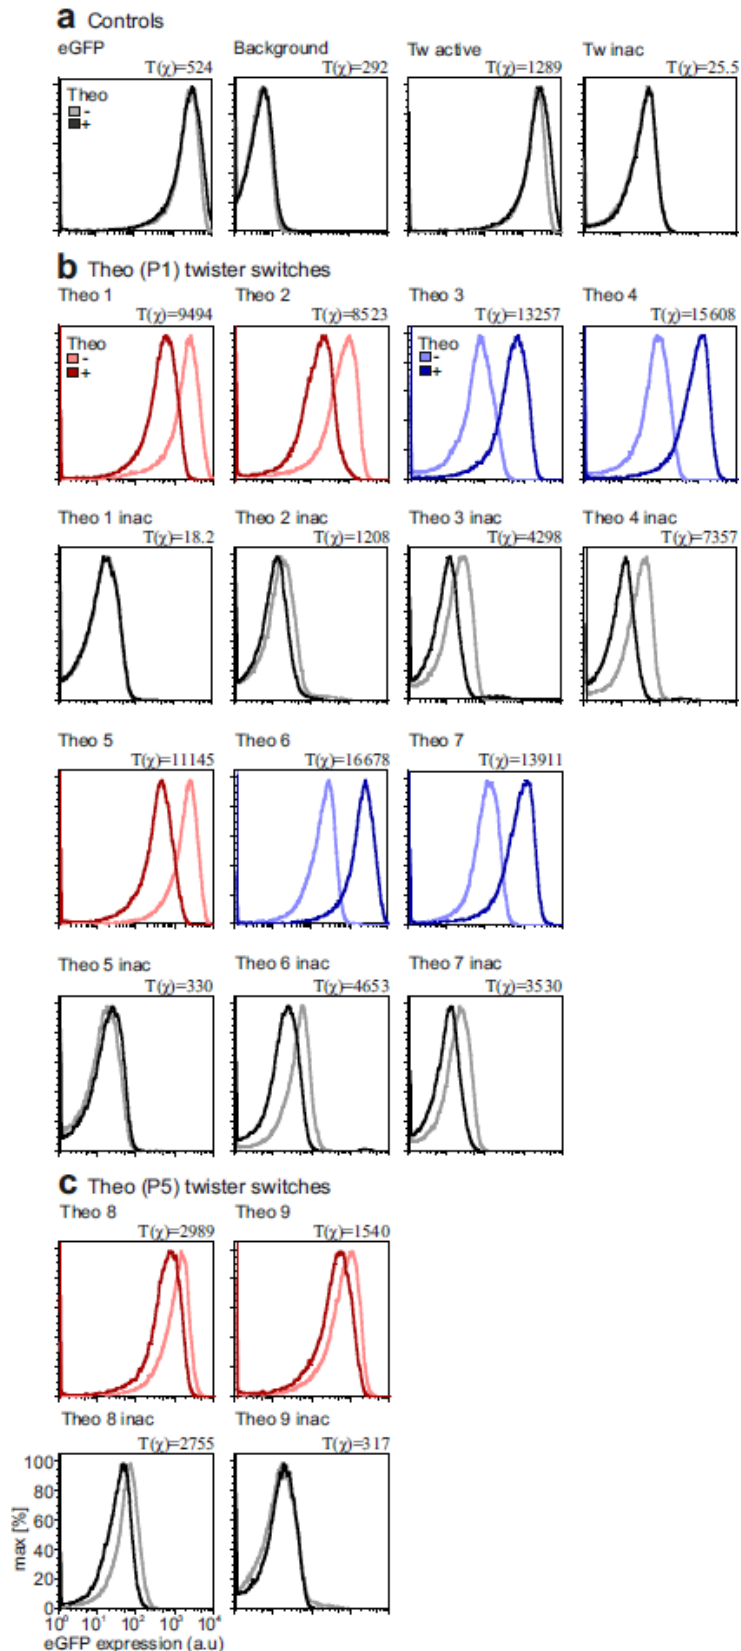 a Controls
eGFP Background Tw active Tw inac
T(χ)=524 T(χ)=292 T(χ)=1289 T(χ)=25.5
Theo
-
+
b Theo (P1) twister switches
Theo 1 Theo 2 Theo 3 Theo 4
T(χ)=9494 T(χ)=8523 T(χ)=13257 T(χ)=15608
Theo Theo
- -
+ +
Theo 1 inac Theo 2 inac Theo 3 inac Theo 4 inac
T(χ)=18.2 T(χ)=1208 T(χ)=4298 T(χ)=7357
Theo 5 Theo 6 Theo 7
T(χ)=11145 T(χ)=16678 T(χ)=13911
Theo 5 inac Theo 6 inac Theo 7 inac
T(χ)=330 T(χ)=4653 T(χ)=3530
c Theo (P5) twister switches
Theo 8 Theo 9
T(χ)=2989 T(χ)=1540
Theo 8 inac Theo 9 inac
T(χ)=2755 T(χ)=317
100
80
60
40
20
0
max [%]
10⁰ 10¹ 10² 10³ 10⁴
eGFP expression (a.u)